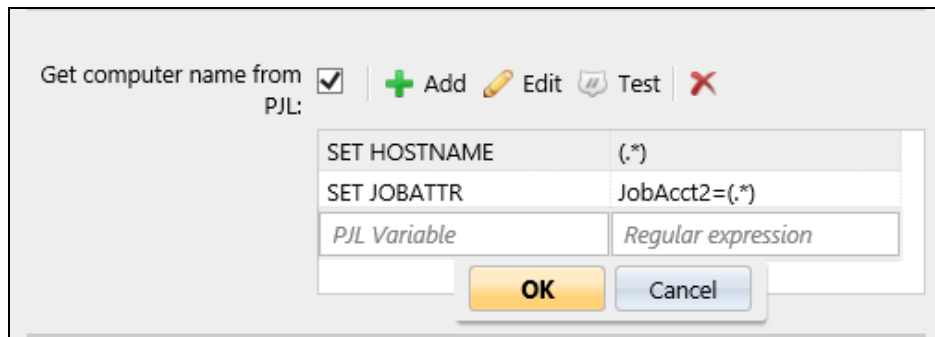 Get computer name from
PJL:
Add Edit Test
SET HOSTNAME (.*)
SET JOBATTR JobAcct2=(.*)
PJL Variable Regular expression
OK Cancel